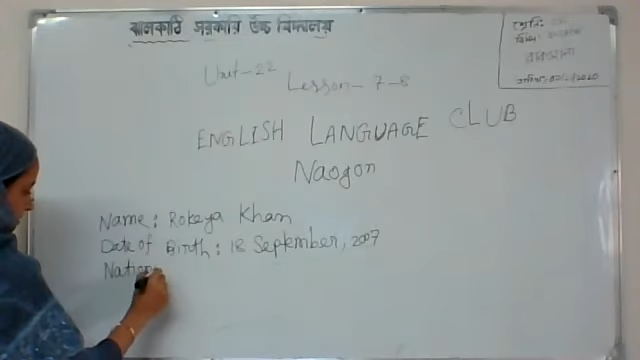 ঝালকাঠি সরকারি উচ্চ বিদ্যালয়
Unit-22
Lesson-7-8
ENGLISH LANGUAGE CLUB
Naogon
Name: Rokeya Khan
Date of Birth: 18 September, 2007
Nation